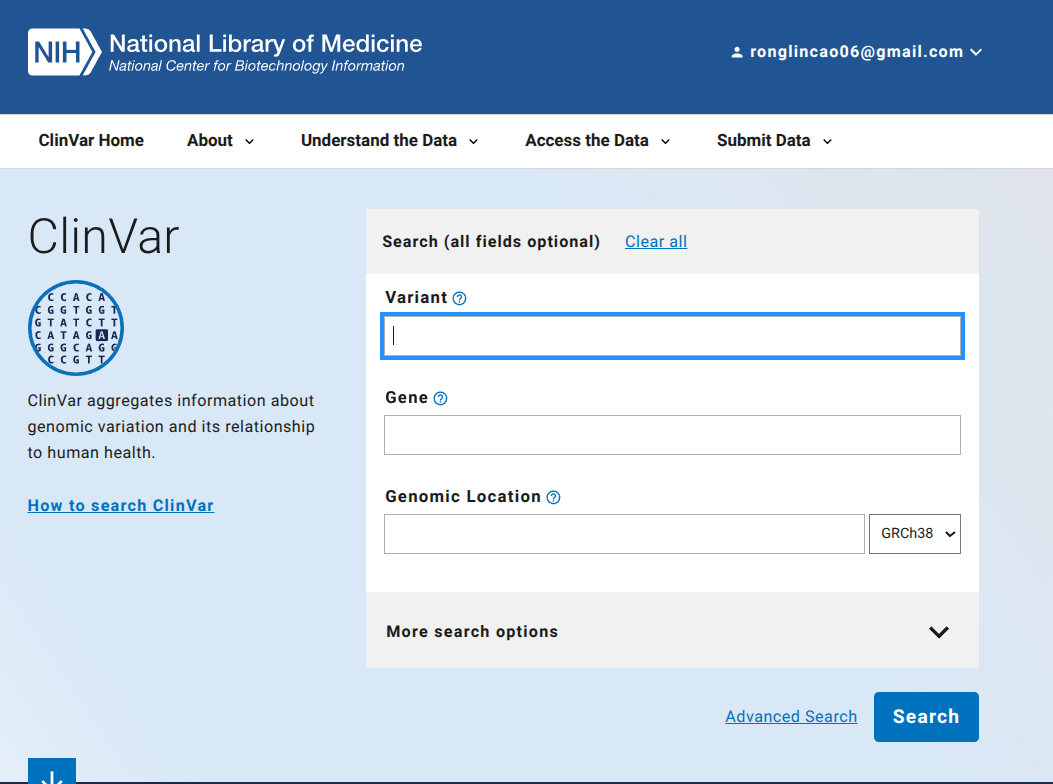 NIH
National Library of Medicine
National Center for Biotechnology Information
ronglincao06@gmail.com
ClinVar Home
About
Understand the Data
Access the Data
Submit Data
ClinVar
C C A C A
C G G T G G T
G T A T C T T
C A T A G A A
G G G C A G G
C C G T T
ClinVar aggregates information about
genomic variation and its relationship
to human health.
How to search ClinVar
Search (all fields optional)
Clear all
Variant ?
Gene ?
Genomic Location ?
GRCh38
More search options
Advanced Search
Search